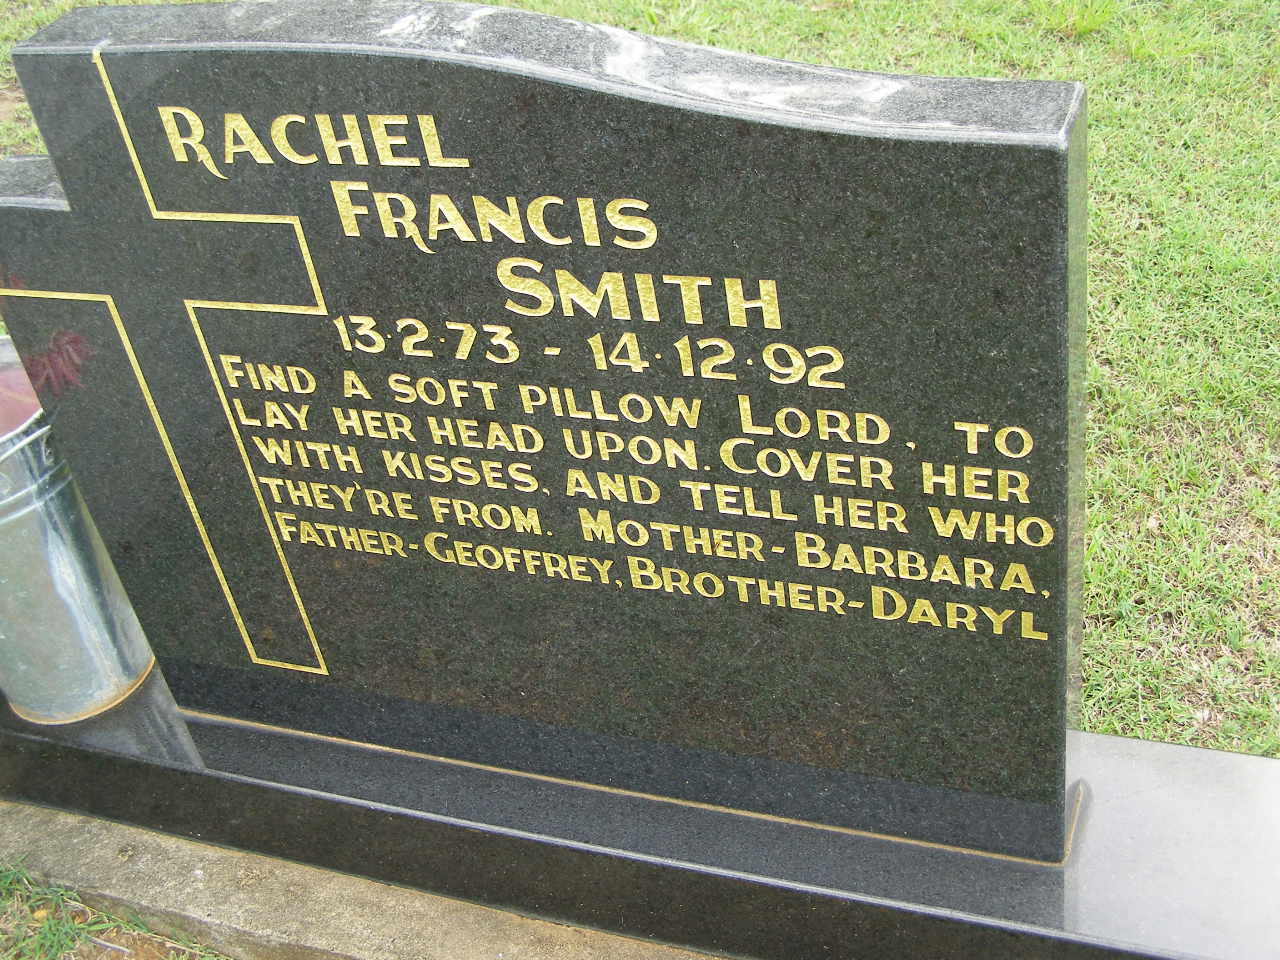 RACHEL
FRANCIS
SMITH
13·2·73 - 14·12·92
FIND A SOFT PILLOW LORD, TO
LAY HER HEAD UPON. COVER HER
WITH KISSES, AND TELL HER WHO
THEY'RE FROM. MOTHER-BARBARA,
FATHER-GEOFFREY, BROTHER-DARYL